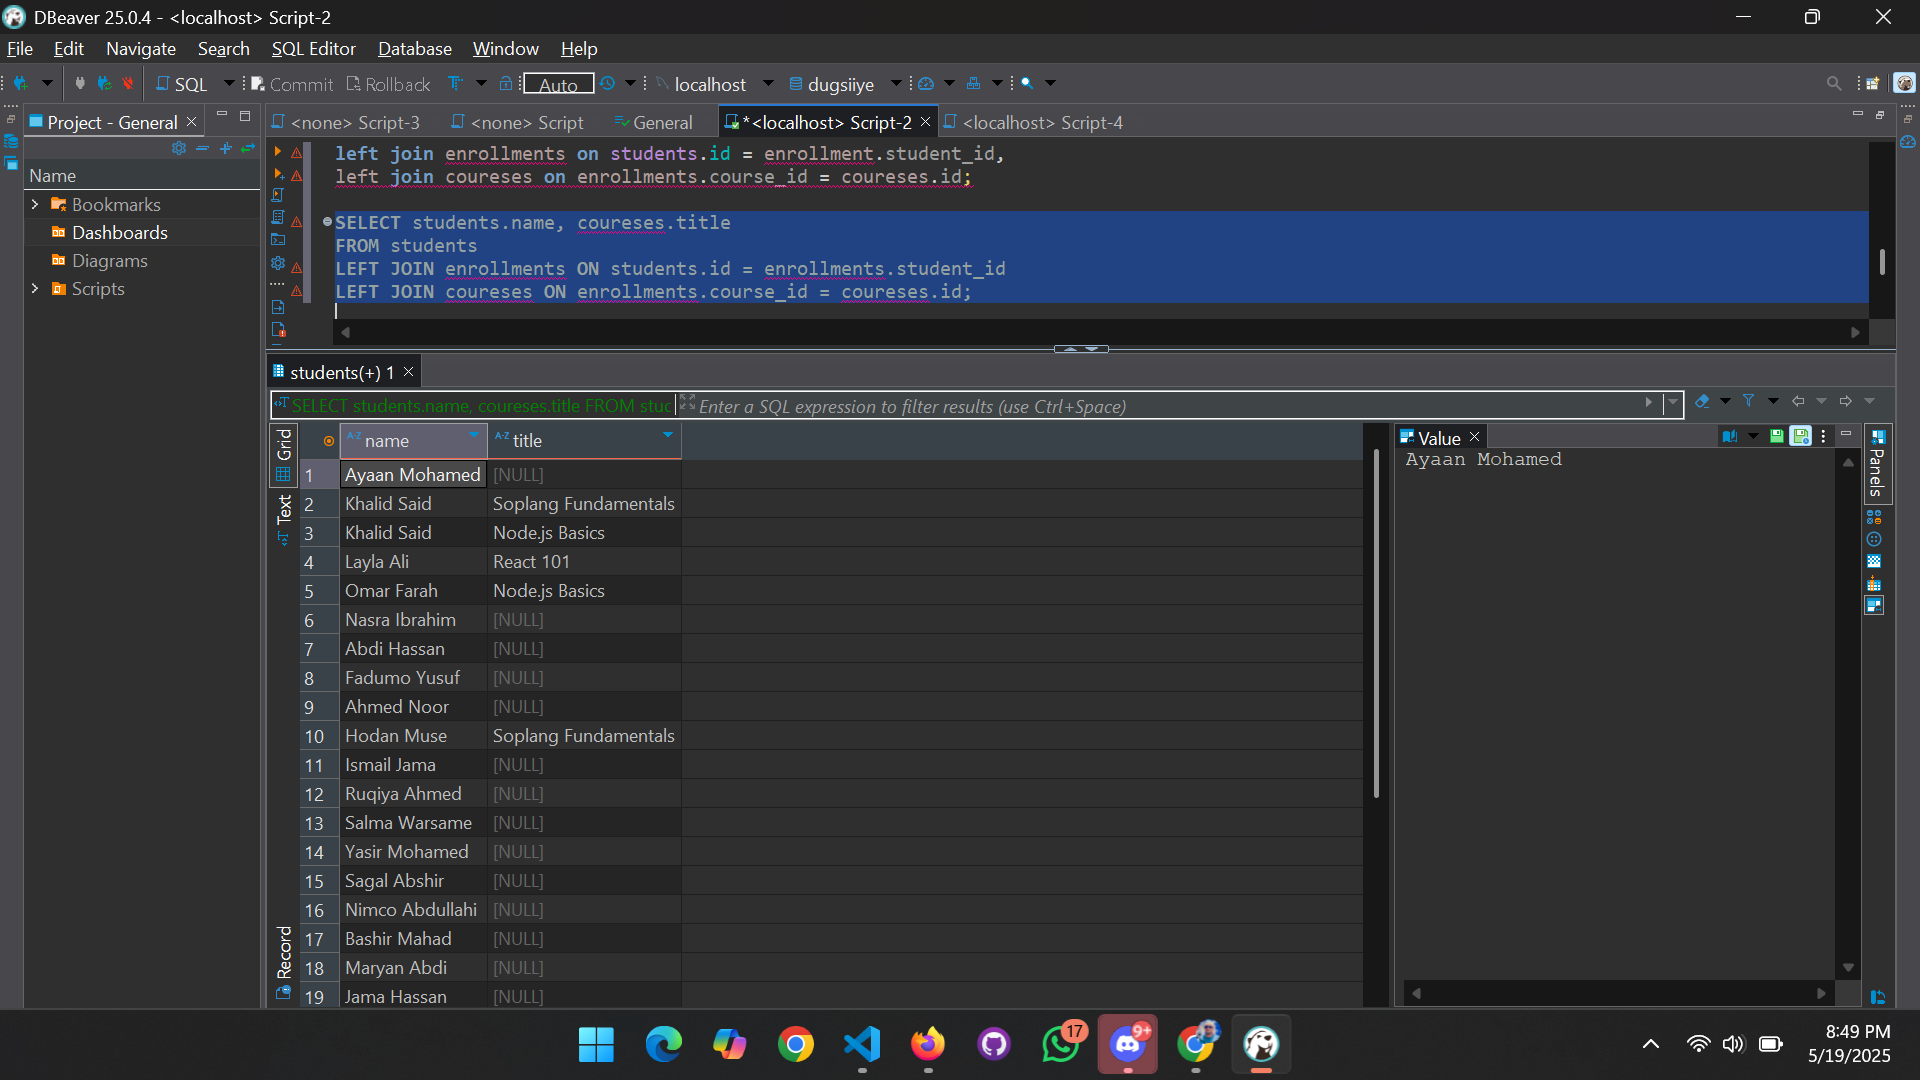 DBeaver 25.0.4 - <localhost> Script-2
File Edit Navigate Search SQL Editor Database Window Help
SQL Commit Rollback Auto localhost dugsiiye
Project - General
<none> Script-3 <none> Script General *<localhost> Script-2 <localhost> Script-4
Name
Bookmarks
Dashboards
Diagrams
Scripts
left join enrollments on students.id = enrollment.student_id,
left join coureses on enrollments.course_id = coureses.id;
SELECT students.name, coureses.title
FROM students
LEFT JOIN enrollments ON students.id = enrollments.student_id
LEFT JOIN coureses ON enrollments.course_id = coureses.id;
students(+) 1
SELECT students.name, coureses.title FROM stuc Enter a SQL expression to filter results (use Ctrl+Space)
Grid
Text
Record
name title
1 Ayaan Mohamed [NULL]
2 Khalid Said Soplang Fundamentals
3 Khalid Said Node.js Basics
4 Layla Ali React 101
5 Omar Farah Node.js Basics
6 Nasra Ibrahim [NULL]
7 Abdi Hassan [NULL]
8 Fadumo Yusuf [NULL]
9 Ahmed Noor [NULL]
10 Hodan Muse Soplang Fundamentals
11 Ismail Jama [NULL]
12 Ruqiya Ahmed [NULL]
13 Salma Warsame [NULL]
14 Yasir Mohamed [NULL]
15 Sagal Abshir [NULL]
16 Nimco Abdullahi [NULL]
17 Bashir Mahad [NULL]
18 Maryan Abdi [NULL]
19 Jama Hassan [NULL]
Value
Ayaan Mohamed
Panels
17
9+
8:49 PM
5/19/2025